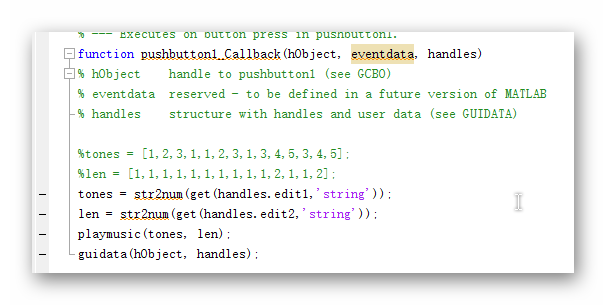 % --- Executes on button press in pushbutton1.
function pushbutton1_Callback(hObject, eventdata, handles)
% hObject    handle to pushbutton1 (see GCBO)
% eventdata  reserved - to be defined in a future version of MATLAB
% handles    structure with handles and user data (see GUIDATA)
%tones = [1,2,3,1,1,2,3,1,3,4,5,3,4,5];
%len = [1,1,1,1,1,1,1,1,1,1,2,1,1,2];
tones = str2num(get(handles.edit1,'string'));
len = str2num(get(handles.edit2,'string'));
playmusic(tones, len);
guidata(hObject, handles);